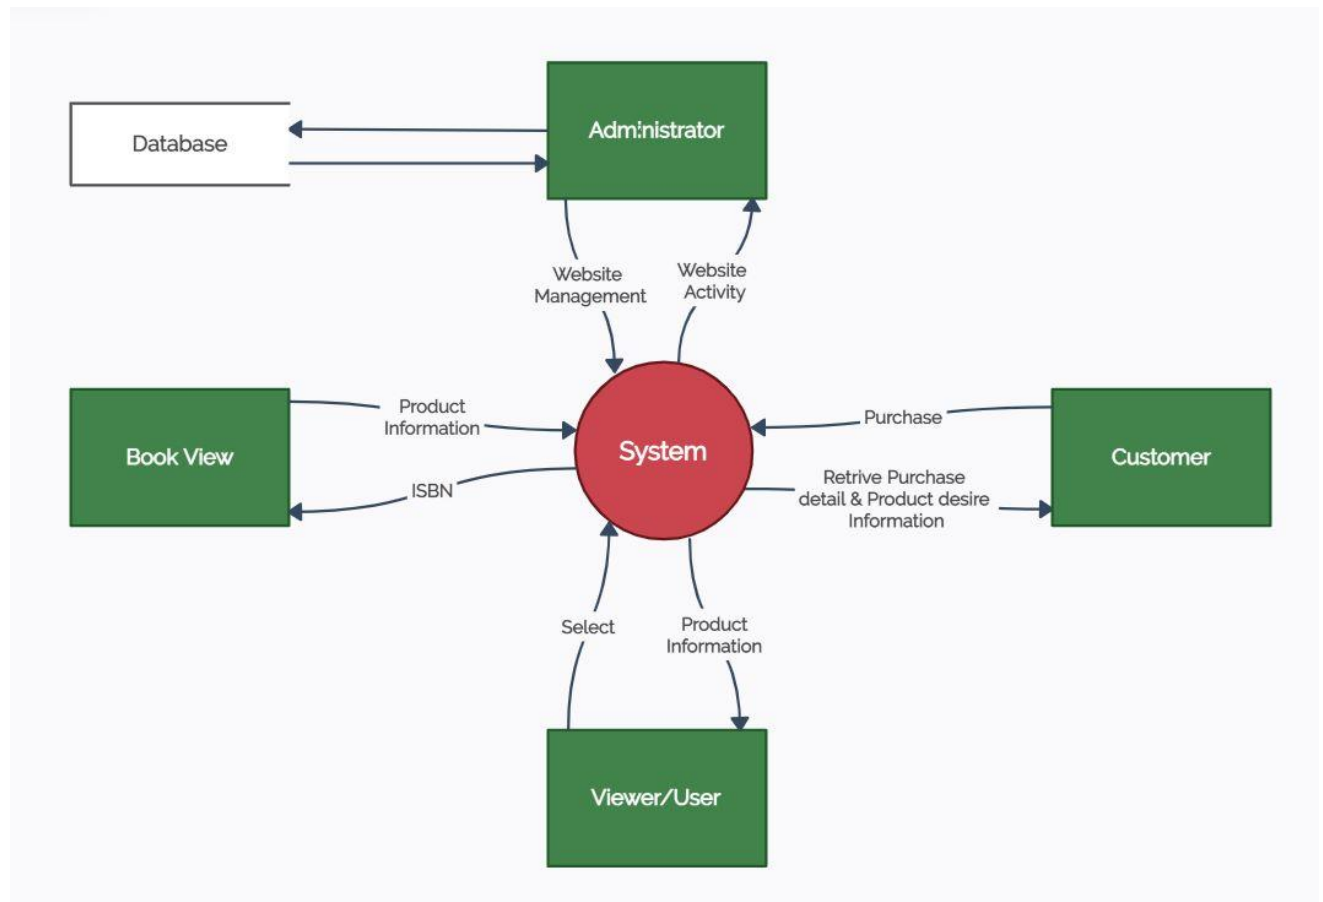 Administrator
Database
Website
Management
Website
Activity
Product
Information
Purchase
Book View
System
Customer
ISBN
Retrive Purchase
detail & Product desire
Information
Select
Product
Information
Viewer/User